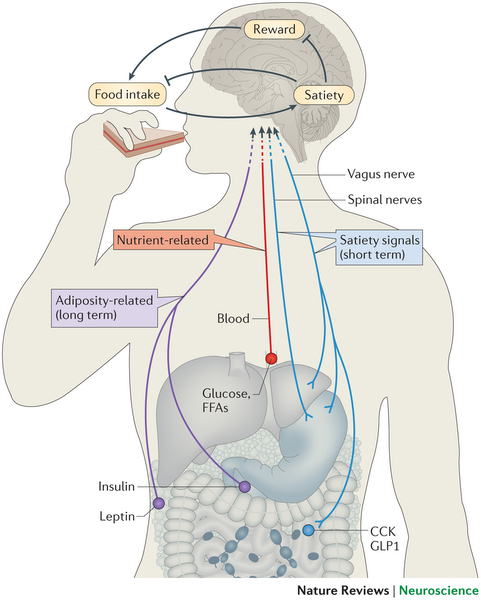 Reward
Food intake
Satiety
Vagus nerve
Spinal nerves
Nutrient-related
Satiety signals
(short term)
Adiposity-related
(long term)
Blood
Glucose,
FFAs
Insulin
Leptin
CCK
GLP1
Nature Reviews | Neuroscience